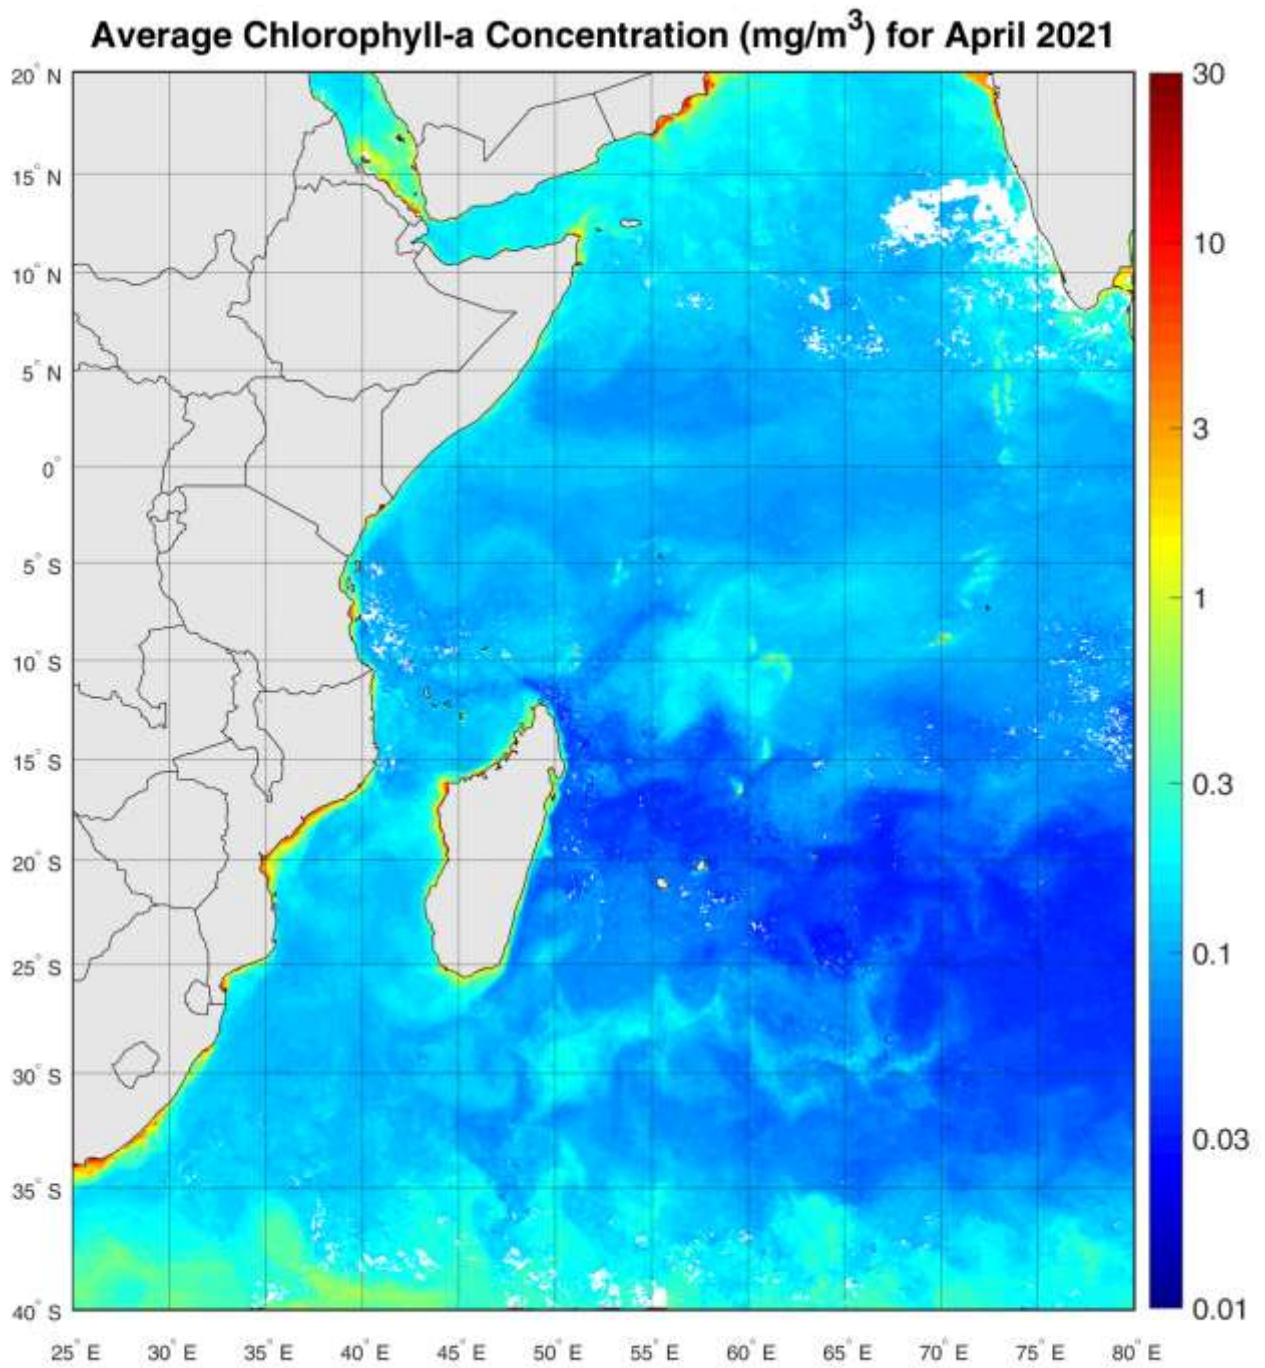 Average Chlorophyll-a Concentration (mg/m³) for April 2021
20° N
15° N
10° N
5° N
0°
5° S
10° S
15° S
20° S
25° S
30° S
35° S
40° S
25° E 30° E 35° E 40° E 45° E 50° E 55° E 60° E 65° E 70° E 75° E 80° E
30
10
3
1
0.3
0.1
0.03
0.01